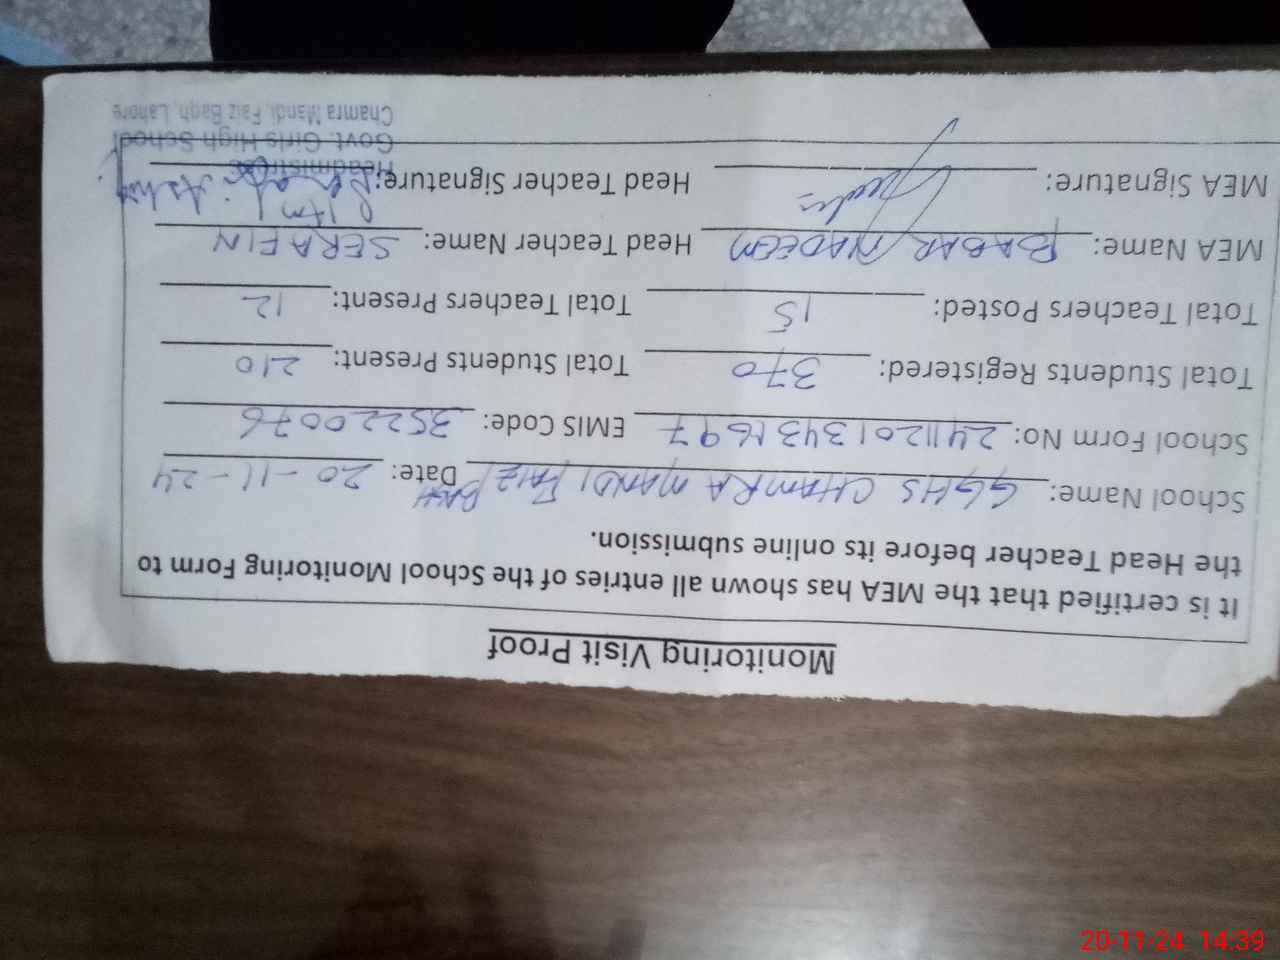 Monitoring Visit Proof
It is certified that the MEA has shown all entries of the School Monitoring Form to
the Head Teacher before its online submission.
School Name: GGHS CHAMRA MANDI FAIZ BAGH Date: 20-11-24
School Form No: EMIS Code: 35220076
Total Students Registered: 370 Total Students Present: 210
Total Teachers Posted: 15 Total Teachers Present: 12
MEA Name: BABAR NADEEM Head Teacher Name: SERAFIN
MEA Signature: Head Teacher Signature:
Headmistress
Govt. Girls High School
Chamra Mandi, Faiz Bagh, Lahore
20-11-24 14:39